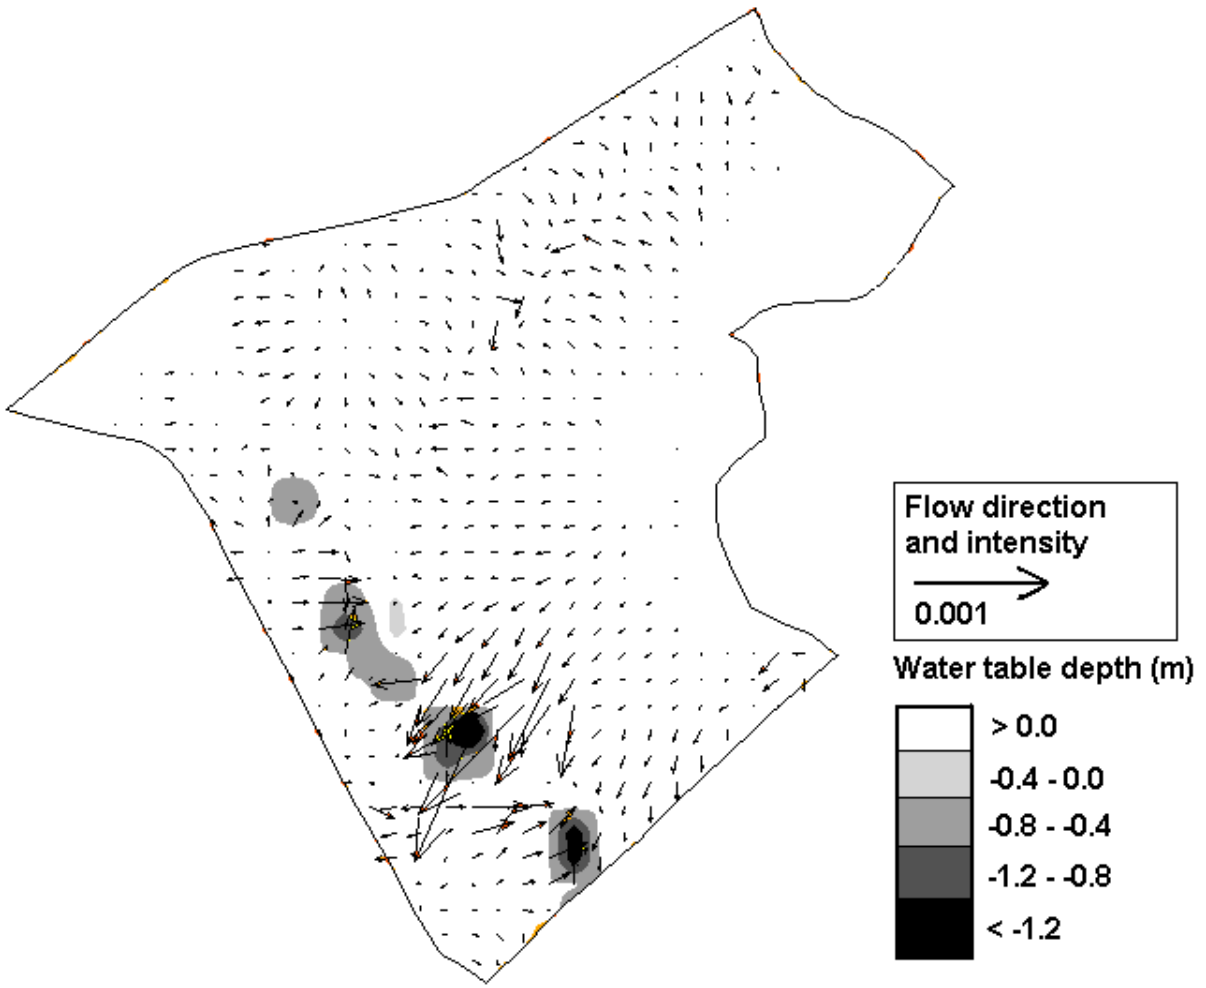 Flow direction
and intensity
0.001
Water table depth (m)
> 0.0
-0.4 - 0.0
-0.8 - -0.4
-1.2 - -0.8
< -1.2